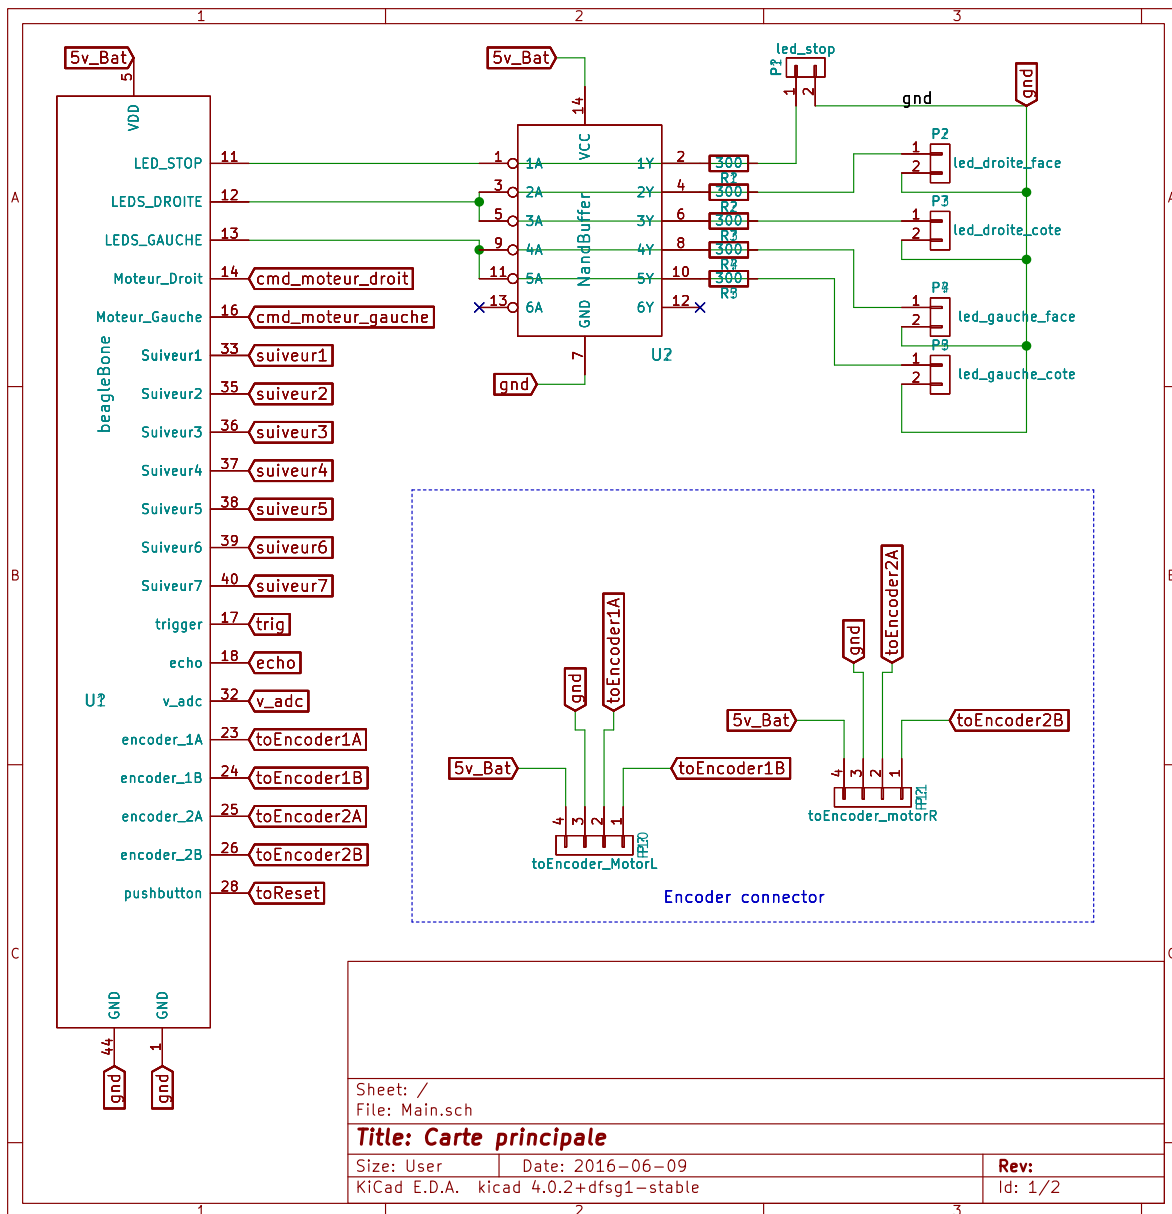 1 2 3
5v_Bat
5
VDD
LED_STOP 11
LEDS_DROITE 12
LEDS_GAUCHE 13
Moteur_Droit 14 cmd_moteur_droit
Moteur_Gauche 16 cmd_moteur_gauche
Suiveur1 33 suiveur1
Suiveur2 35 suiveur2
Suiveur3 36 suiveur3
Suiveur4 37 suiveur4
Suiveur5 38 suiveur5
Suiveur6 39 suiveur6
Suiveur7 40 suiveur7
trigger 17 trig
echo 18 echo
v_adc 32 v_adc
encoder_1A 23 toEncoder1A
encoder_1B 24 toEncoder1B
encoder_2A 25 toEncoder2A
encoder_2B 26 toEncoder2B
pushbutton 28 toReset
beagleBone
GND GND
44 1
gnd gnd
5v_Bat
14
VCC
1 1A 1Y 2 300
3 2A 2Y 4 300
5 3A 3Y 6 300
9 4A 4Y 8 300
11 5A 5Y 10 300
13 6A 6Y 12
NandBuffer
GND
7
U2
gnd
led_stop
1 2
gnd
gnd
P2
1
2
led_droite_face
P3
1
2
led_droite_cote
1
2
led_gauche_face
1
2
led_gauche_cote
toEncoder1A
gnd
5v_Bat
toEncoder1B
4 3 2 1
toEncoder_MotorL
toEncoder2A
gnd
5v_Bat
toEncoder2B
4 3 2 1
toEncoder_motorR
Encoder connector
A
B
C
A
Sheet: /
File: Main.sch
Title: Carte principale
Size: User Date: 2016-06-09 Rev:
KiCad E.D.A. kicad 4.0.2+dfsg1-stable Id: 1/2
1 2 3